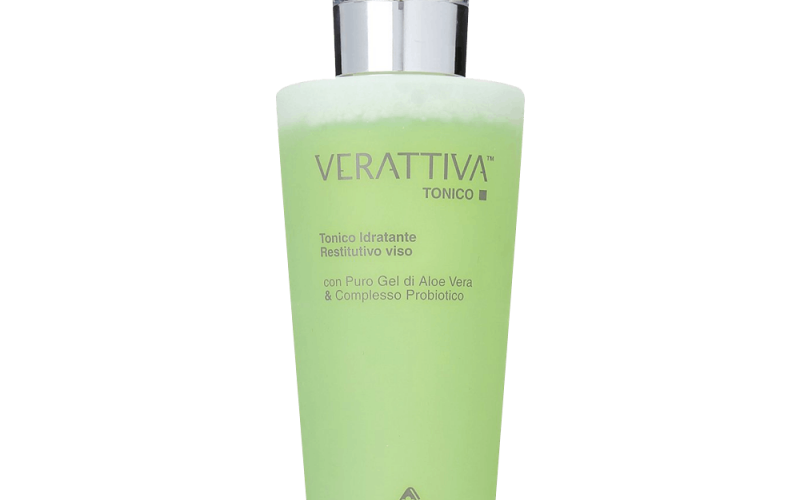 VERATTIVA™
TONICO
Tonico Idratante
Restitutivo viso
con Puro Gel di Aloe Vera
& Complesso Probiotico